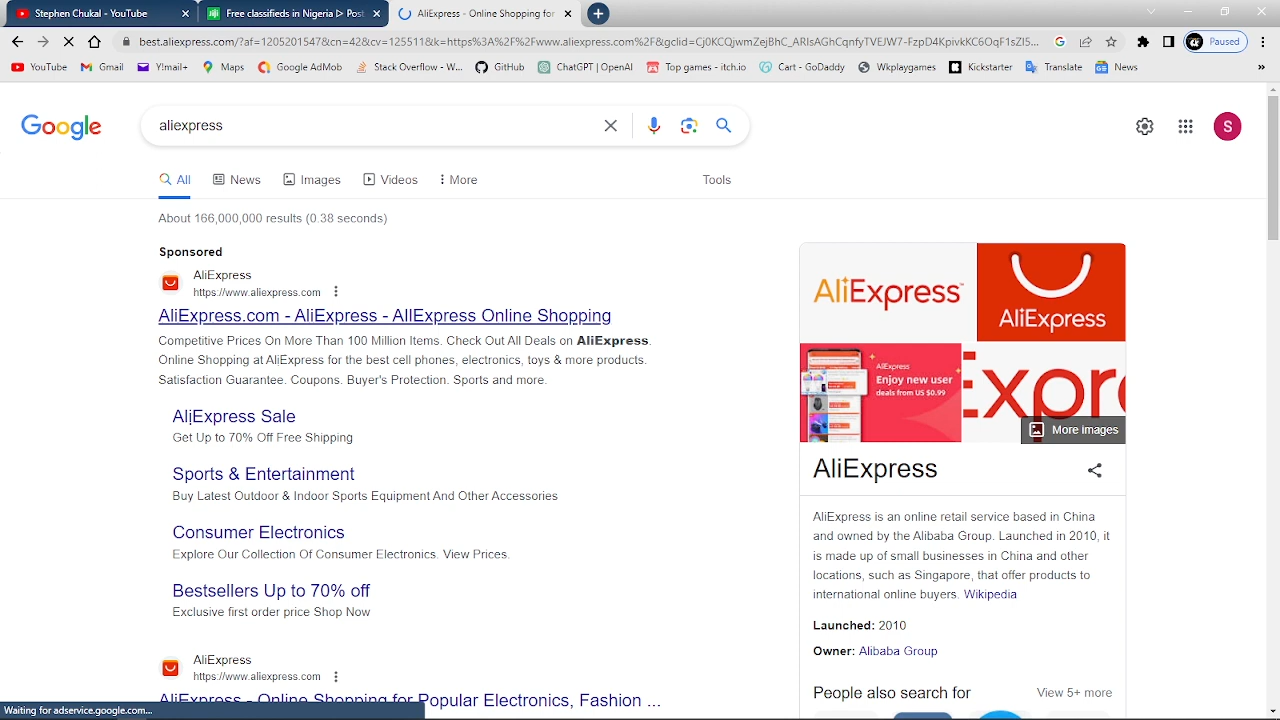 Stephen Chukal - YouTube
Free classifieds in Nigeria ▷ Post
AliExpress - Online Shopping for
best.aliexpress.com/?af=1205201547&cn=42&cv=125511&
Paused
YouTube
Gmail
Y!mail+
Maps
Google AdMob
Stack Overflow - W...
GitHub
ChatGPT | OpenAI
Top games - itch.io
Cart - GoDaddy
Wkplaygames
Kickstarter
Translate
News
»
Google
aliexpress
S
All
News
Images
Videos
More
Tools
About 166,000,000 results (0.38 seconds)
Sponsored
AliExpress
https://www.aliexpress.com
AliExpress.com - AliExpress - AliExpress Online Shopping
Competitive Prices On More Than 100 Million Items. Check Out All Deals on AliExpress.
Online Shopping at AliExpress for the best cell phones, electronics, toys & more products.
Satisfaction Guarantee. Coupons. Buyer's Protection. Sports and more.
AliExpress Sale
Get Up to 70% Off Free Shipping
Sports & Entertainment
Buy Latest Outdoor & Indoor Sports Equipment And Other Accessories
Consumer Electronics
Explore Our Collection Of Consumer Electronics. View Prices.
Bestsellers Up to 70% off
Exclusive first order price Shop Now
AliExpress
https://www.aliexpress.com
AliExpress - Online Shopping for Popular Electronics, Fashion ...
Waiting for adservice.google.com...
AliExpress
AliExpress
AliExpress
Enjoy new user
deals from US $0.99
Expr
More images
AliExpress
AliExpress is an online retail service based in China
and owned by the Alibaba Group. Launched in 2010, it
is made up of small businesses in China and other
locations, such as Singapore, that offer products to
international online buyers. Wikipedia
Launched: 2010
Owner: Alibaba Group
People also search for
View 5+ more